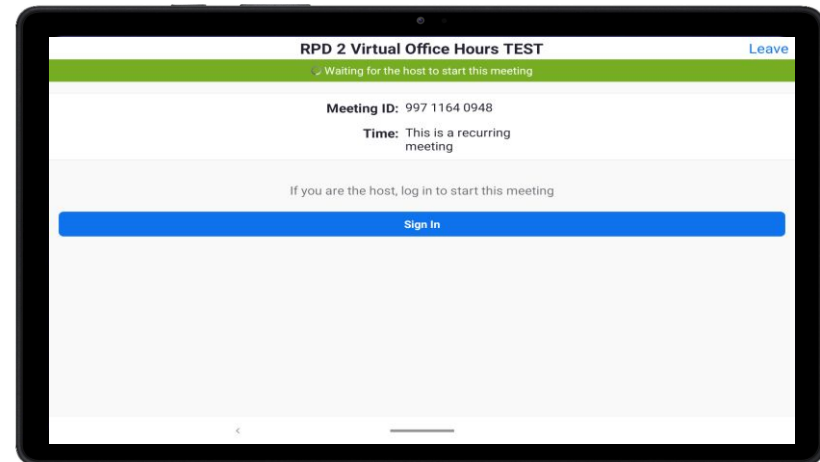 RPD 2 Virtual Office Hours TEST
Leave
Waiting for the host to start this meeting
Meeting ID: 997 1164 0948
Time: This is a recurring
meeting
If you are the host, log in to start this meeting
Sign In